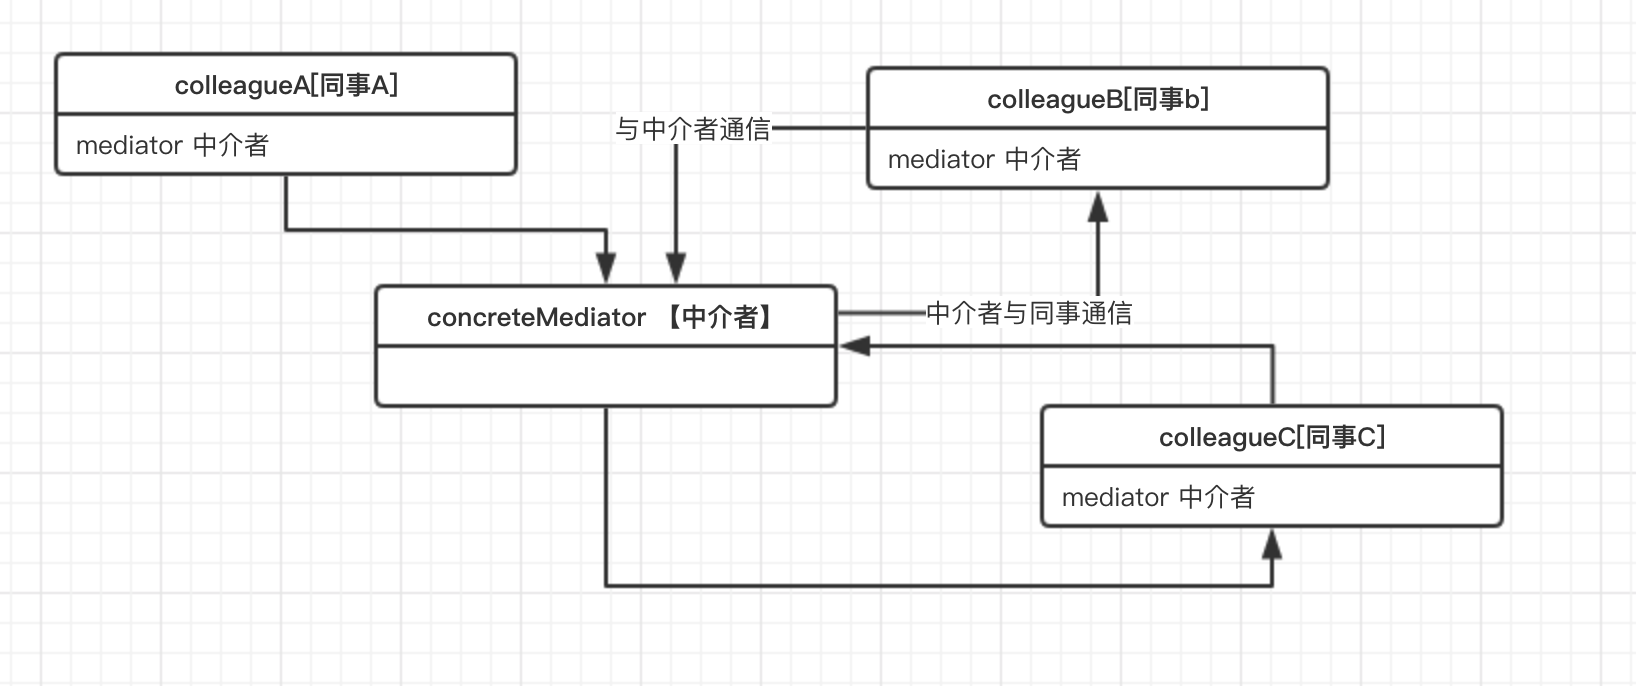 colleagueA[同事A]
mediator 中介者
colleagueB[同事b]
mediator 中介者
与中介者通信
concreteMediator 【中介者】
中介者与同事通信
colleagueC[同事C]
mediator 中介者